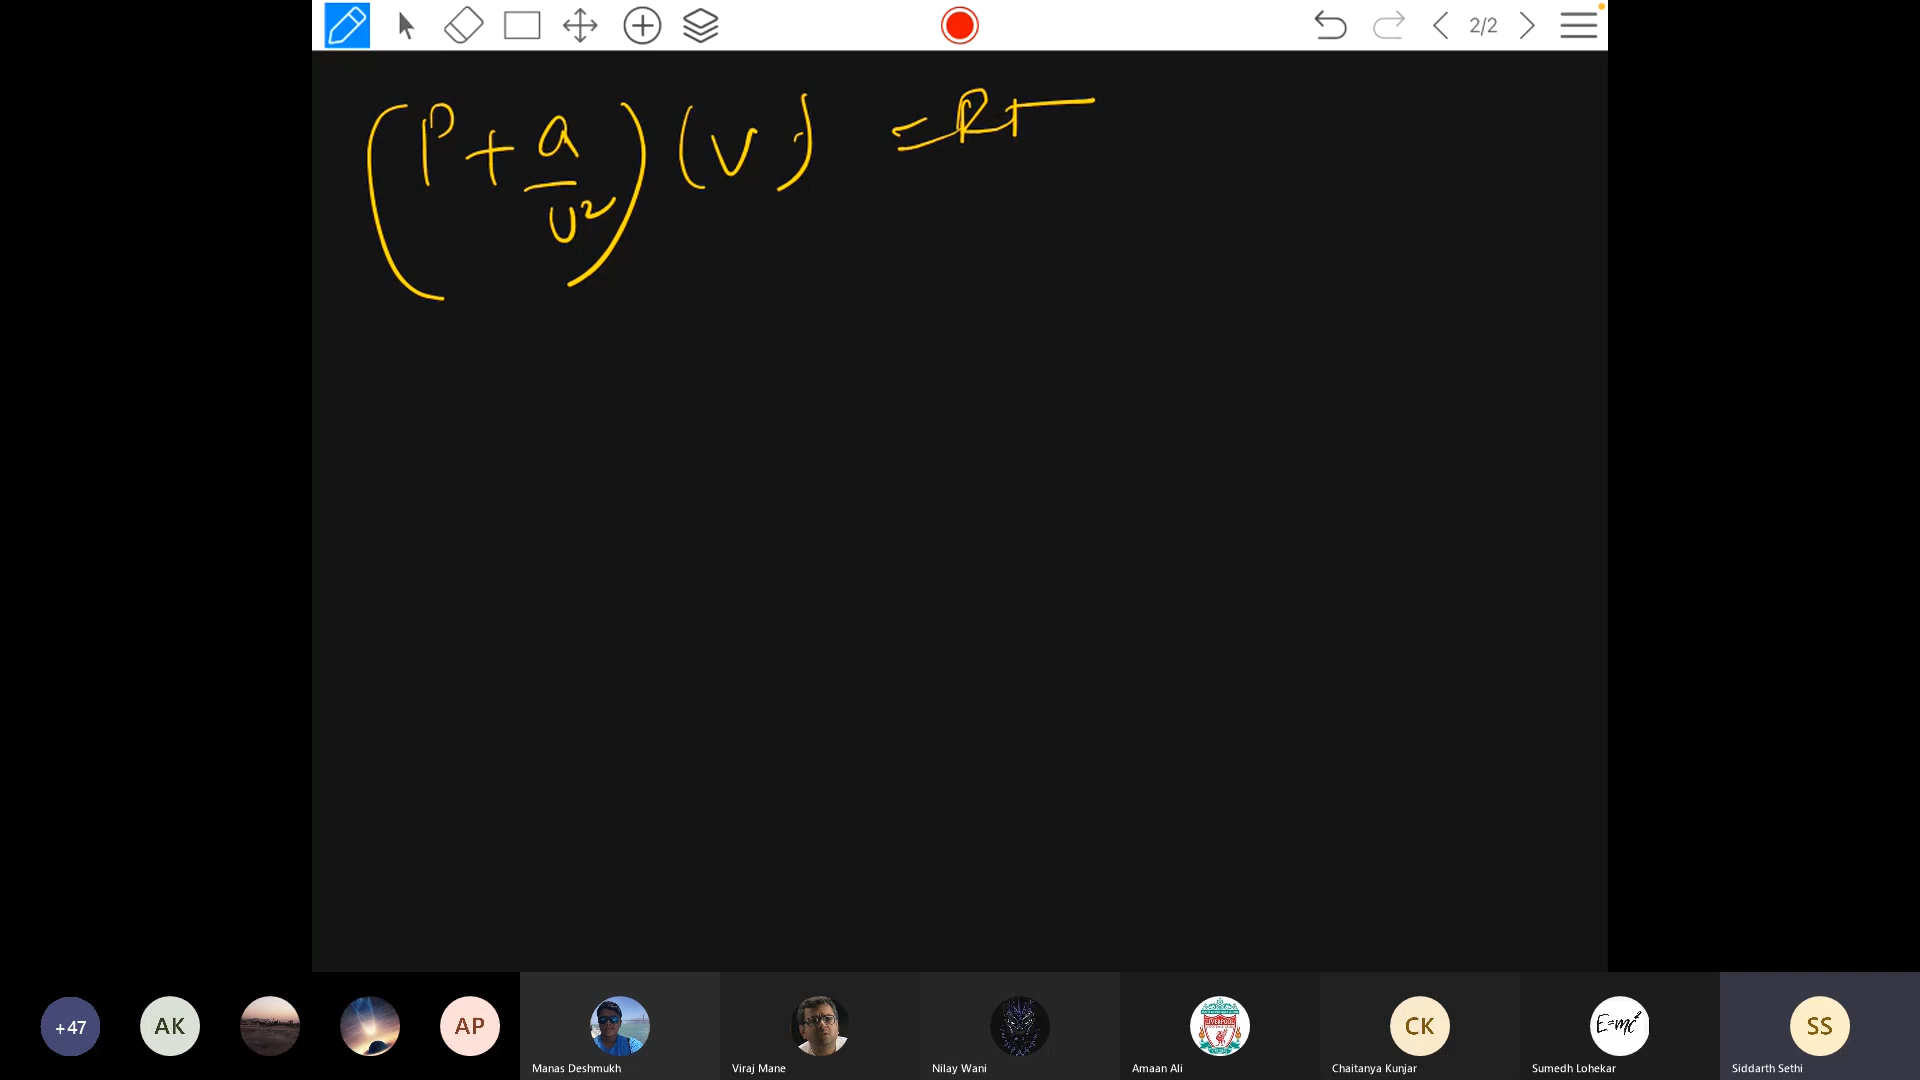 2/2
(P + a/v²) (V ) = RT
+47
AK
AP
E=mc²
CK
SS
Manas Deshmukh
Viraj Mane
Nilay Wani
Amaan Ali
Chaitanya Kunjar
Sumedh Lohekar
Siddarth Sethi